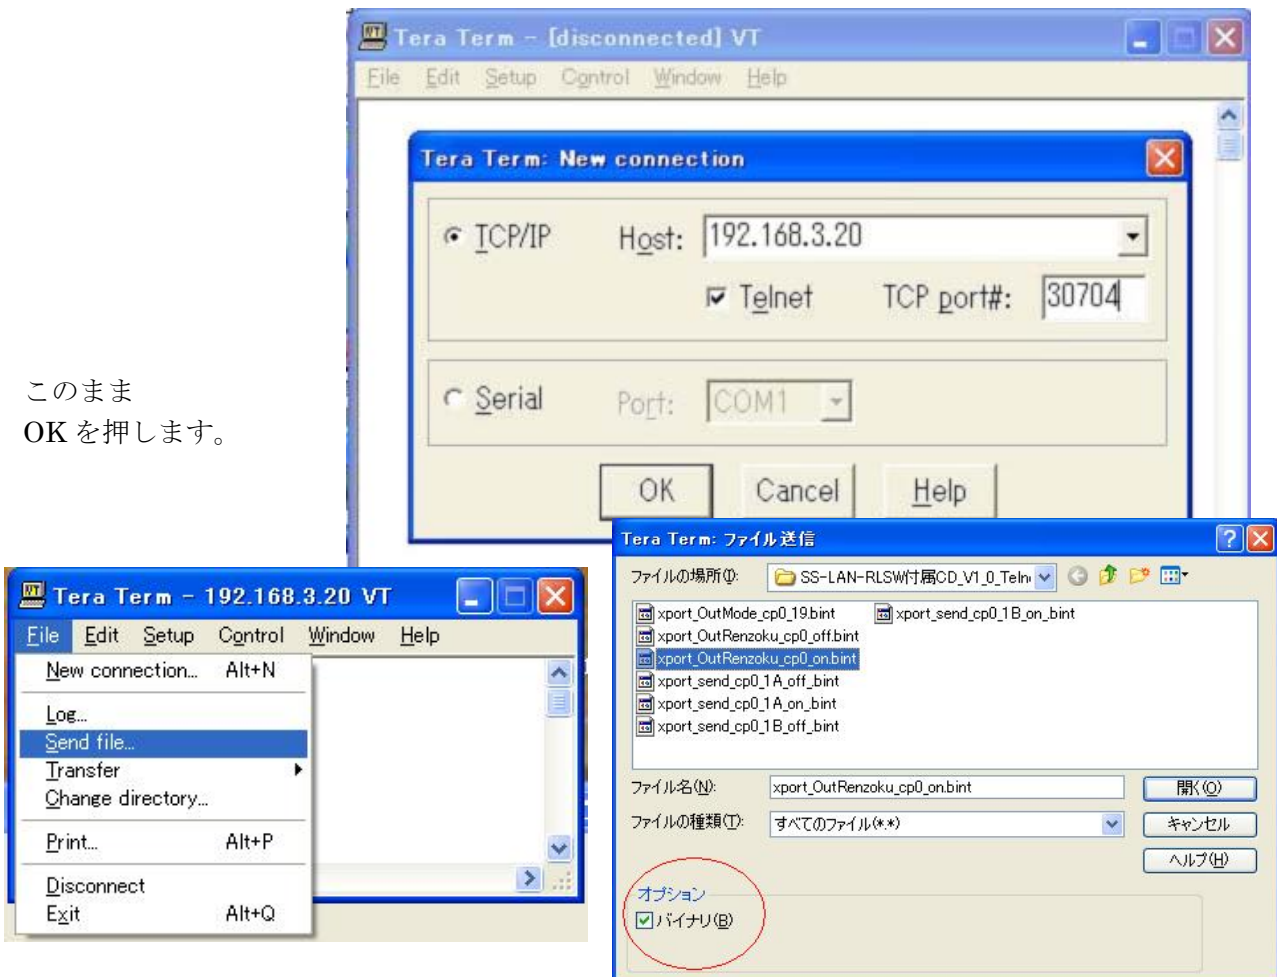 Tera Term - [disconnected] VT
File Edit Setup Control Window Help
Tera Term: New connection
TCP/IP Host: 192.168.3.20
Telnet TCP port#: 30704
Serial Port: COM1
OK Cancel Help
このまま
OK を押します。
Tera Term - 192.168.3.20 VT
File Edit Setup Control Window Help
New connection... Alt+N
Log...
Send file...
Transfer
Change directory...
Print... Alt+P
Disconnect
Exit Alt+Q
Tera Term: ファイル送信
ファイルの場所(I): SS-LAN-RLSW付属CD_V1_0_Teln
xport_OutMode_cp0_19.bint xport_send_cp0_1B_on_bint
xport_OutRenzoku_cp0_off.bint
xport_OutRenzoku_cp0_on.bint
xport_send_cp0_1A_off_bint
xport_send_cp0_1A_on_bint
xport_send_cp0_1B_off_bint
ファイル名(N): xport_OutRenzoku_cp0_on.bint 開く(O)
ファイルの種類(T): すべてのファイル(*.*) キャンセル
ヘルプ(H)
オプション
バイナリ(B)